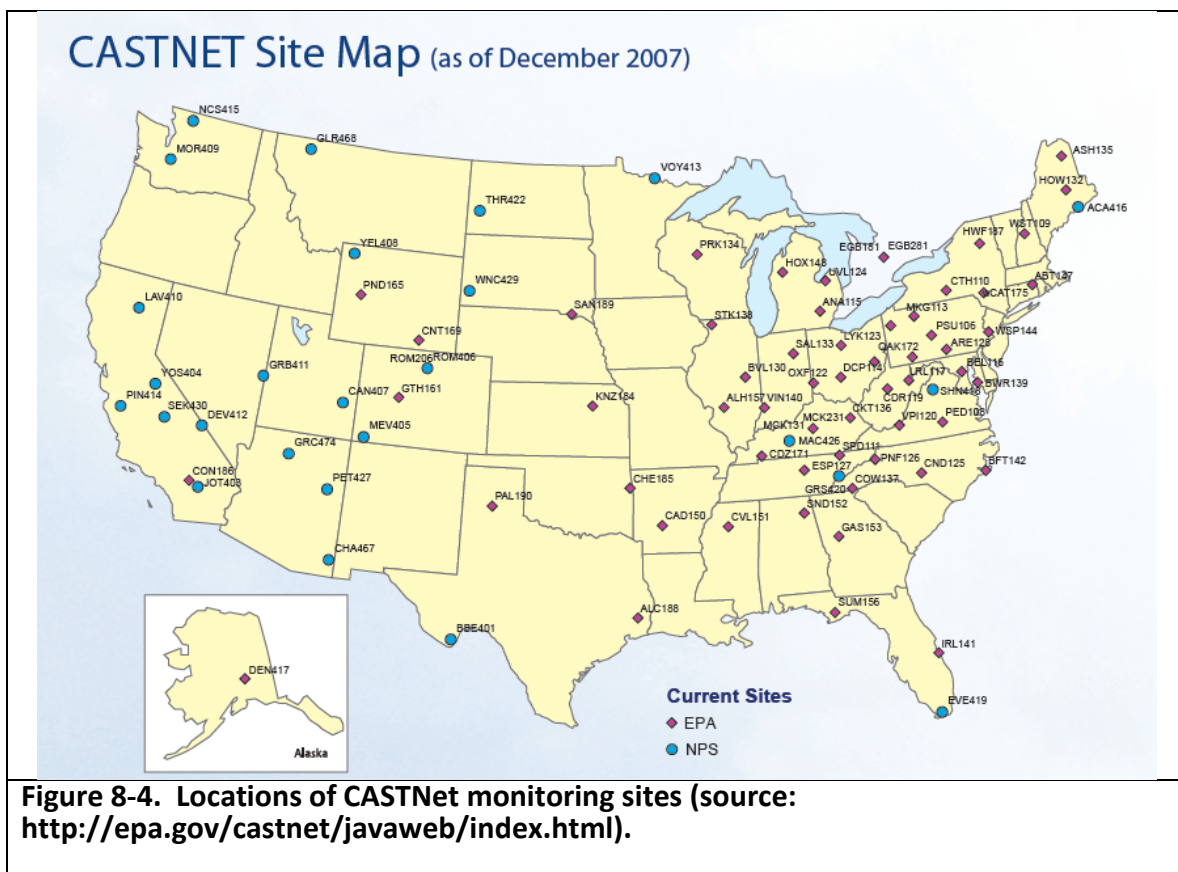 CASTNET Site Map (as of December 2007)
NCS415
MOR409
GLR468
VOY413
ASH135
HOW132
ACA416
THR422
HWF187
WST109
PRK134
EGB181
EGB281
YEL408
HOX148
UVL124
PND165
WNC429
CTH110
ABT147
CAT175
LAV410
SAN189
ANA115
MKG113
STK138
CNT169
LYK123
PSU106
WSP144
SAL133
ARE128
QAK172
ROM206
ROM406
GRB411
OXF122
DCP114
LRL117
BEL116
YOS404
BVL130
BWR139
SHN418
CAN407
GTH161
CDR119
PIN414
SEK430
DEV412
KNZ184
ALH157
VIN140
CKT136
PED108
MCK231
VPI120
MCK131
MEV405
MAC426
GRC474
CDZ171
SPD111
PNF126
ESP127
CND125
BFT142
CON186
JOT403
PET427
CHE185
GRS420
COW137
PAL190
CAD150
CVL151
SND152
GAS153
CHA467
ALC188
SUM156
BBE401
IRL141
DEN417
EVE419
Current Sites
EPA
NPS
Alaska
Figure 8-4. Locations of CASTNet monitoring sites (source:
http://epa.gov/castnet/javaweb/index.html).